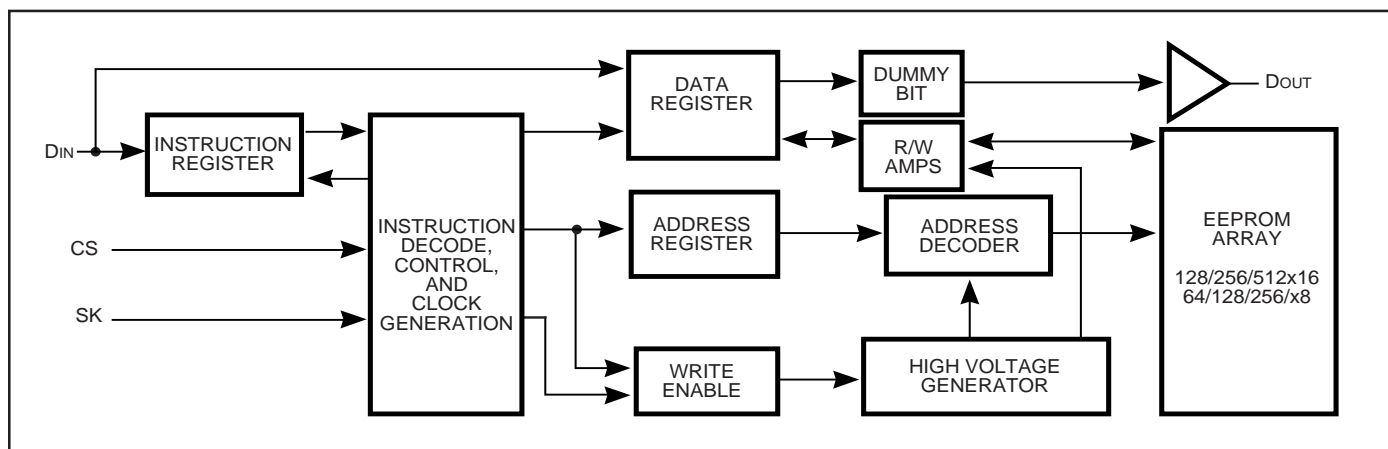 DIN
INSTRUCTION
REGISTER
CS
SK
INSTRUCTION
DECODE,
CONTROL,
AND
CLOCK
GENERATION
DATA
REGISTER
DUMMY
BIT
DOUT
R/W
AMPS
ADDRESS
REGISTER
ADDRESS
DECODER
EEPROM
ARRAY
128/256/512x16
64/128/256/x8
WRITE
ENABLE
HIGH VOLTAGE
GENERATOR